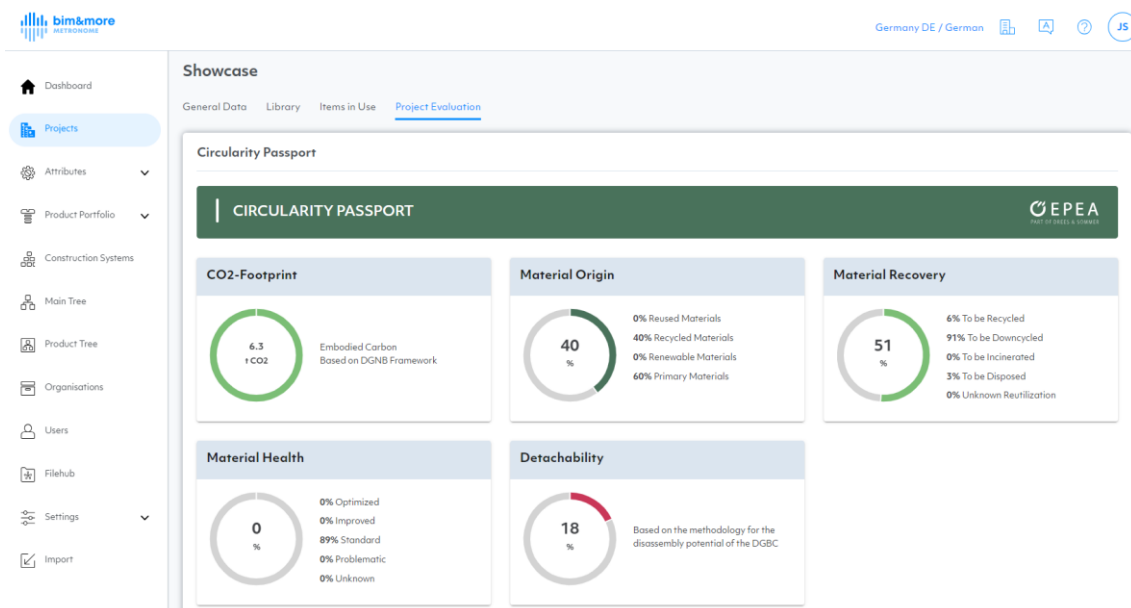 bim&more
METRONOME
Germany DE / German
JS
Dashboard
Projects
Attributes
Product Portfolio
Construction Systems
Main Tree
Product Tree
Organisations
Users
Filehub
Settings
Import
Showcase
General Data
Library
Items in Use
Project Evaluation
Circularity Passport
CIRCULARITY PASSPORT
EPEA
PART OF DREES & SOMMER
CO2-Footprint
6.3
t CO2
Embodied Carbon
Based on DGNB Framework
Material Origin
40
%
0% Reused Materials
40% Recycled Materials
0% Renewable Materials
60% Primary Materials
Material Recovery
51
%
6% To be Recycled
91% To be Downcycled
0% To be Incinerated
3% To be Disposed
0% Unknown Reutilization
Material Health
0
%
0% Optimized
0% Improved
89% Standard
0% Problematic
0% Unknown
Detachability
18
%
Based on the methodology for the
disassembly potential of the DGBC